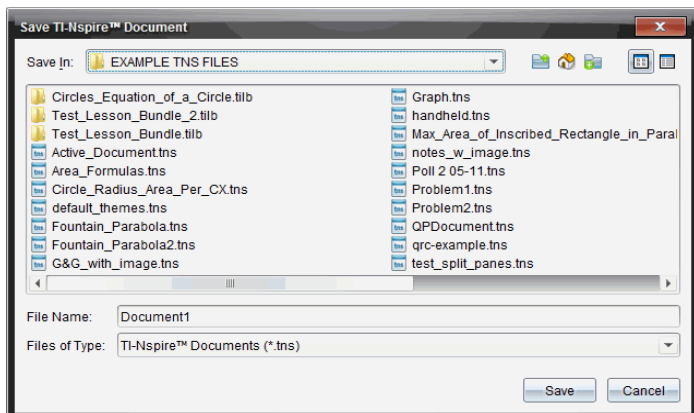 Save TI-Nspire™ Document
Save In: EXAMPLE TNS FILES
Circles_Equation_of_a_Circle.tilb
Test_Lesson_Bundle_2.tilb
Test_Lesson_Bundle.tilb
Active_Document.tns
Area_Formulas.tns
Circle_Radius_Area_Per_CX.tns
default_themes.tns
Fountain_Parabola.tns
Fountain_Parabola2.tns
G&G_with_image.tns
Graph.tns
handheld.tns
Max_Area_of_Inscribed_Rectangle_in_Paral
notes_w_image.tns
Poll 2 05-11.tns
Problem1.tns
Problem2.tns
QPDocument.tns
qrc-example.tns
test_split_panes.tns
File Name: Document1
Files of Type: TI-Nspire™ Documents (*.tns)
Save Cancel